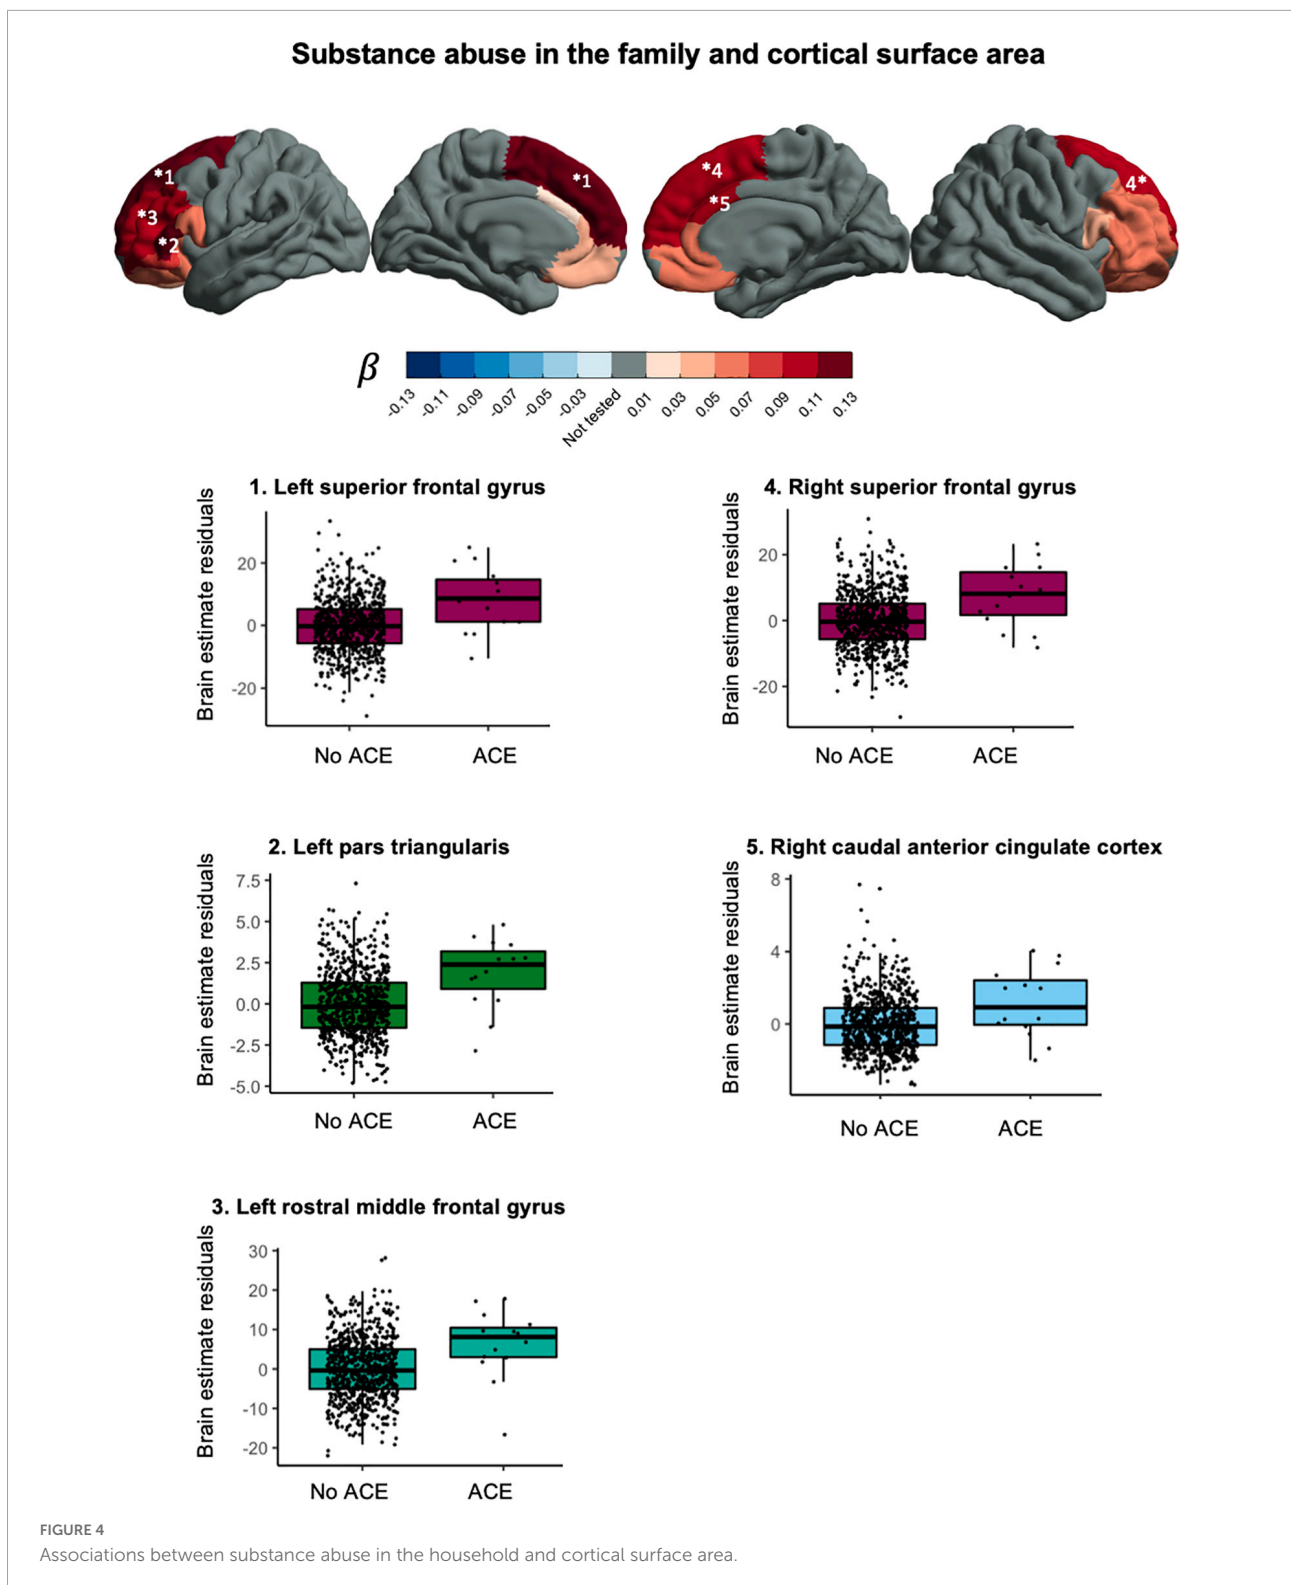 Substance abuse in the family and cortical surface area
*1
*3
*2
*1
*4
*5
4*
β
-0.13
-0.11
-0.09
-0.07
-0.05
-0.03
Not tested
0.01
0.03
0.05
0.07
0.09
0.11
0.13
1. Left superior frontal gyrus
Brain estimate residuals
20
0
-20
No ACE
ACE
4. Right superior frontal gyrus
Brain estimate residuals
20
0
-20
No ACE
ACE
2. Left pars triangularis
Brain estimate residuals
7.5
5.0
2.5
0.0
-2.5
-5.0
No ACE
ACE
5. Right caudal anterior cingulate cortex
Brain estimate residuals
8
4
0
No ACE
ACE
3. Left rostral middle frontal gyrus
Brain estimate residuals
30
20
10
0
-10
-20
No ACE
ACE
FIGURE 4
Associations between substance abuse in the household and cortical surface area.